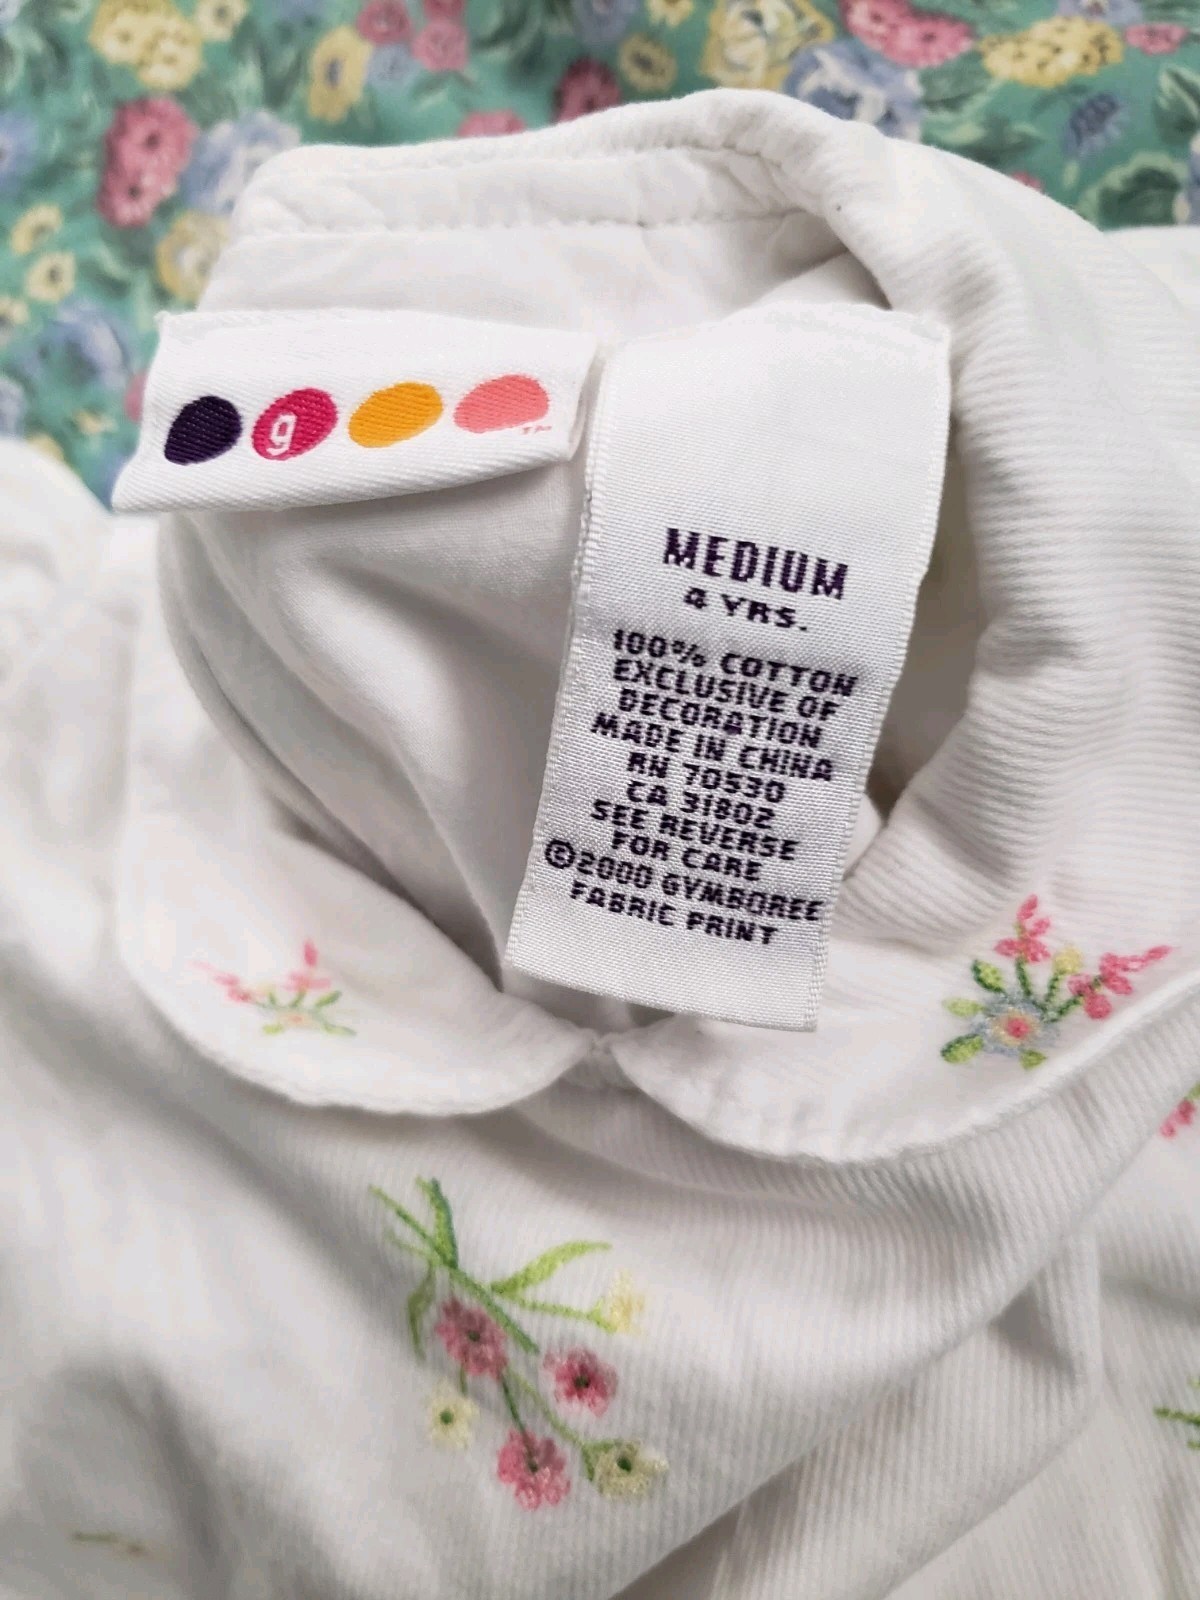 g
MEDIUM
4 YRS.
100% COTTON
EXCLUSIVE OF
DECORATION
MADE IN CHINA
RN 70530
CA 31802
SEE REVERSE
FOR CARE
©2000 GYMBOREE
FABRIC PRINT